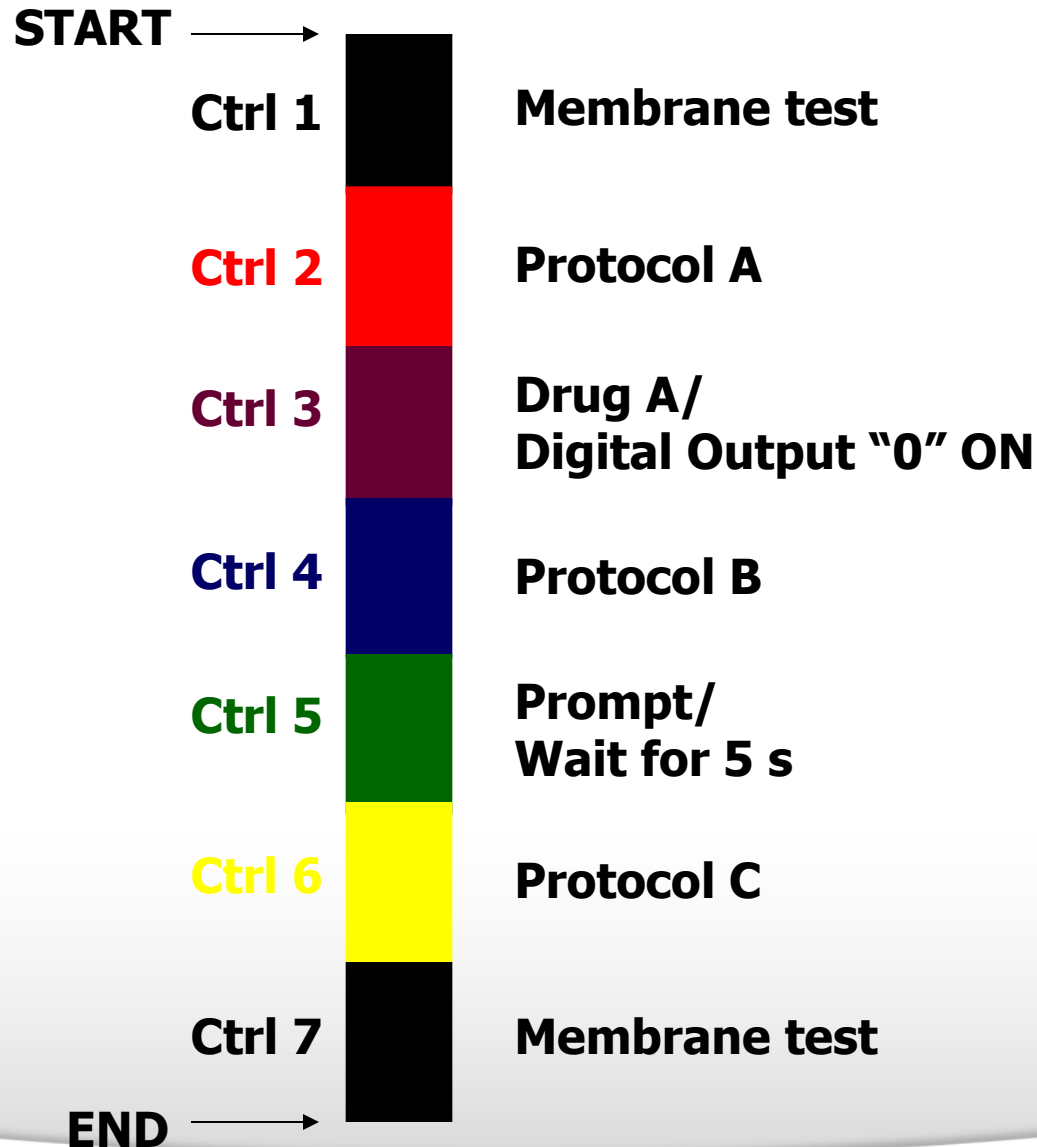 START
Ctrl 1 Membrane test
Ctrl 2 Protocol A
Ctrl 3 Drug A/
Digital Output “0” ON
Ctrl 4 Protocol B
Ctrl 5 Prompt/
Wait for 5 s
Ctrl 6 Protocol C
Ctrl 7 Membrane test
END